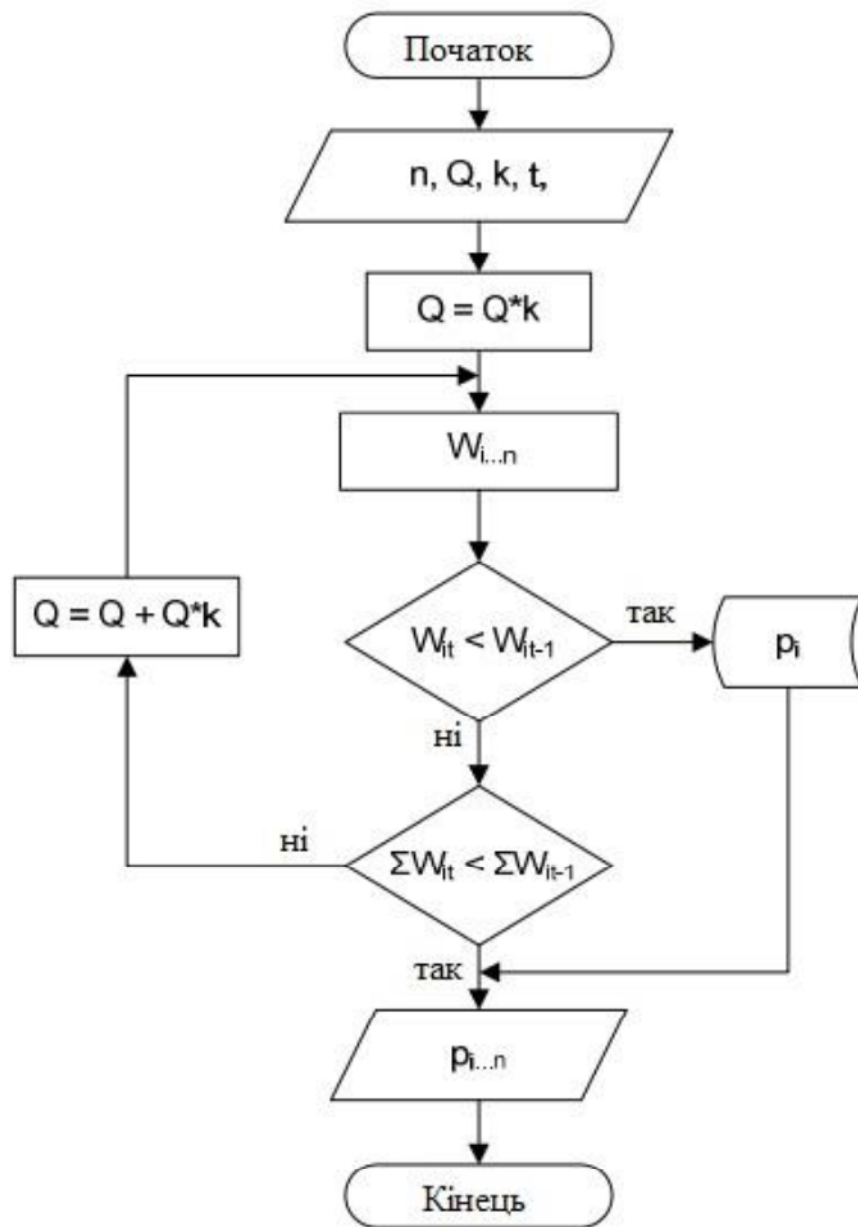 Початок
n, Q, k, t,
Q = Q*k
Wi...n
Q = Q + Q*k
Wit < Wit-1
так
pi
ні
ні
ΣWit < ΣWit-1
так
pi...n
Кінець